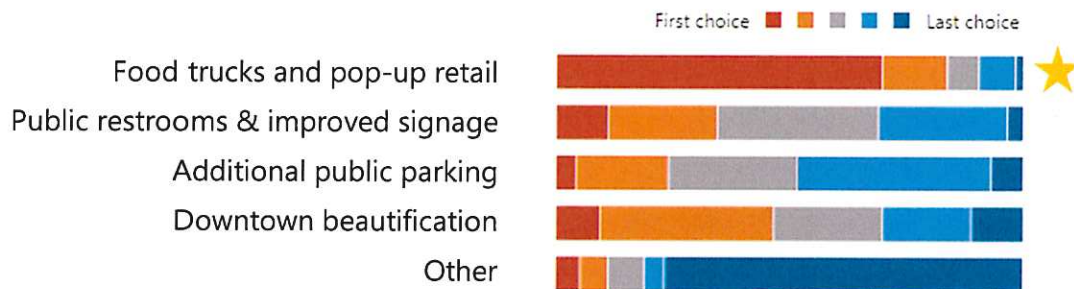 First choice Last choice
Food trucks and pop-up retail
Public restrooms & improved signage
Additional public parking
Downtown beautification
Other